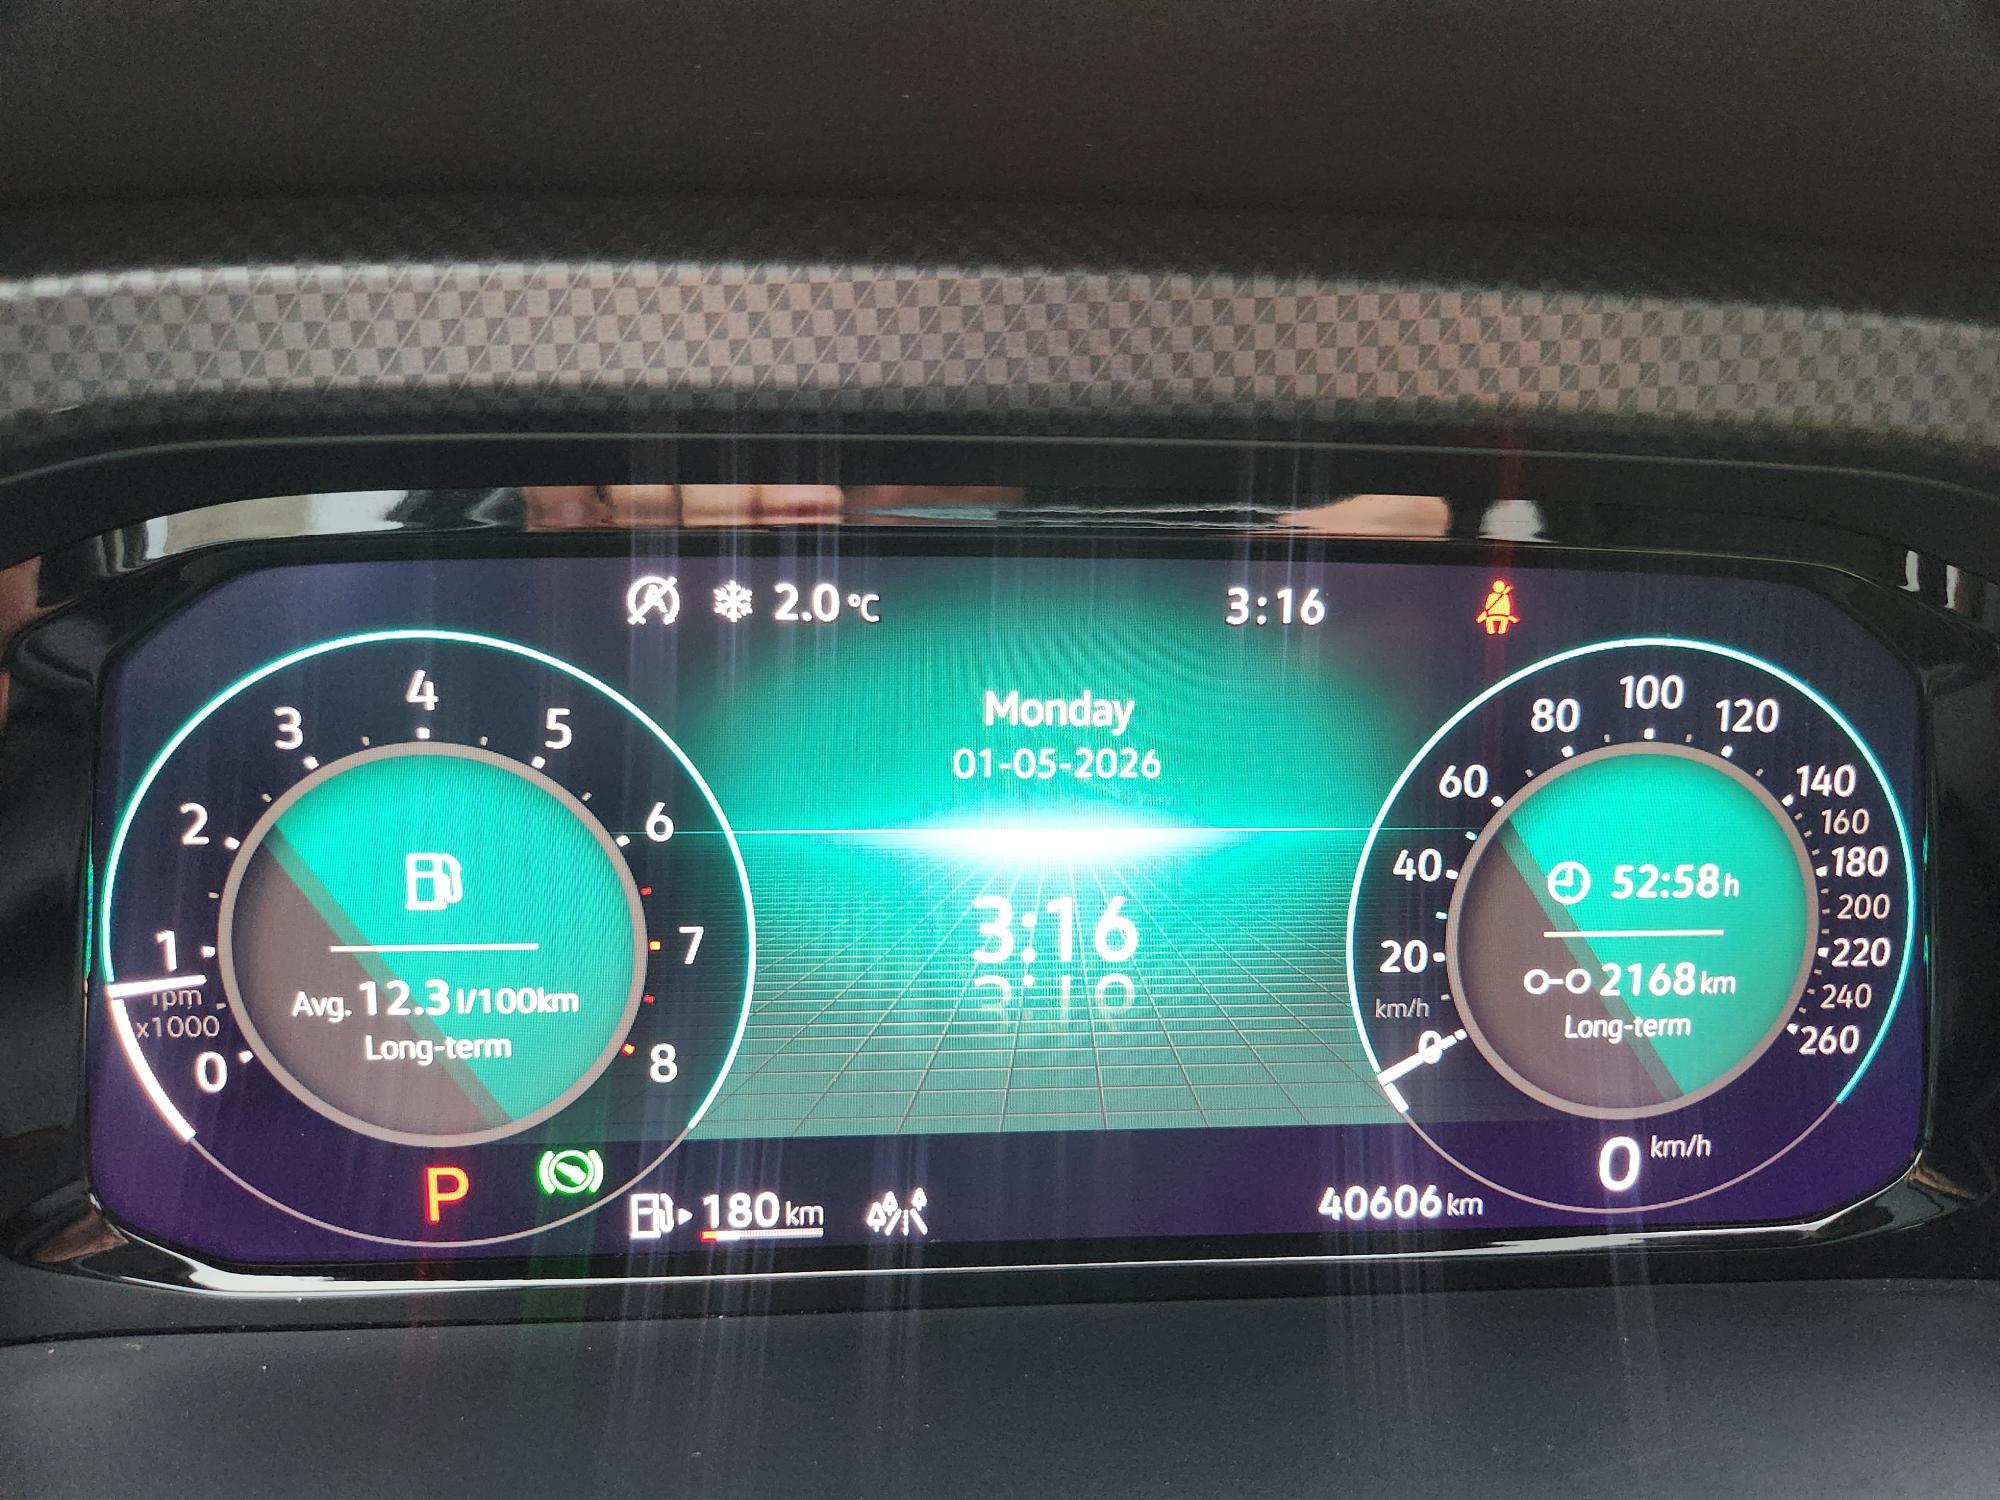 2.0 °C
3:16
Monday
01-05-2026
3:16
0
1
2
3
4
5
6
7
8
rpm
x1000
Avg. 12.3 l/100km
Long-term
0
20
40
60
80
100
120
140
160
180
200
220
240
260
km/h
52:58 h
2168 km
Long-term
P
180 km
40606 km
0 km/h